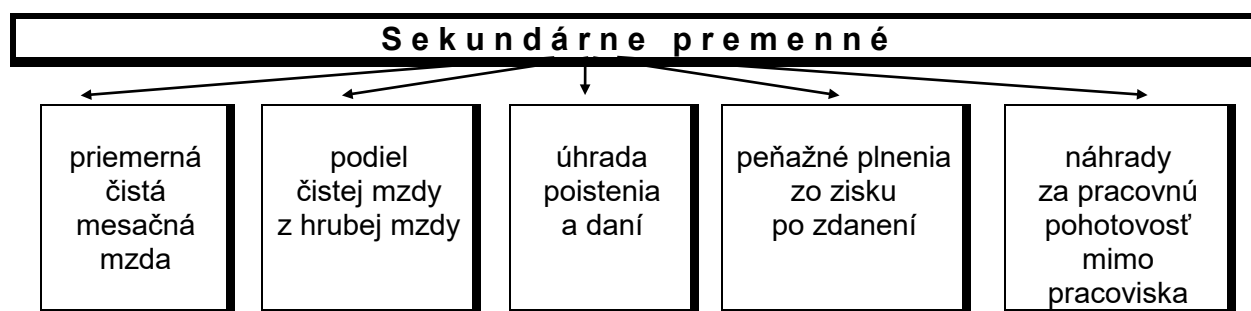 Sekundárne premenné
priemerná
čistá
mesačná
mzda
podiel
čistej mzdy
z hrubej mzdy
úhrada
poistenia
a daní
peňažné plnenia
zo zisku
po zdanení
náhrady
za pracovnú
pohotovosť
mimo
pracoviska